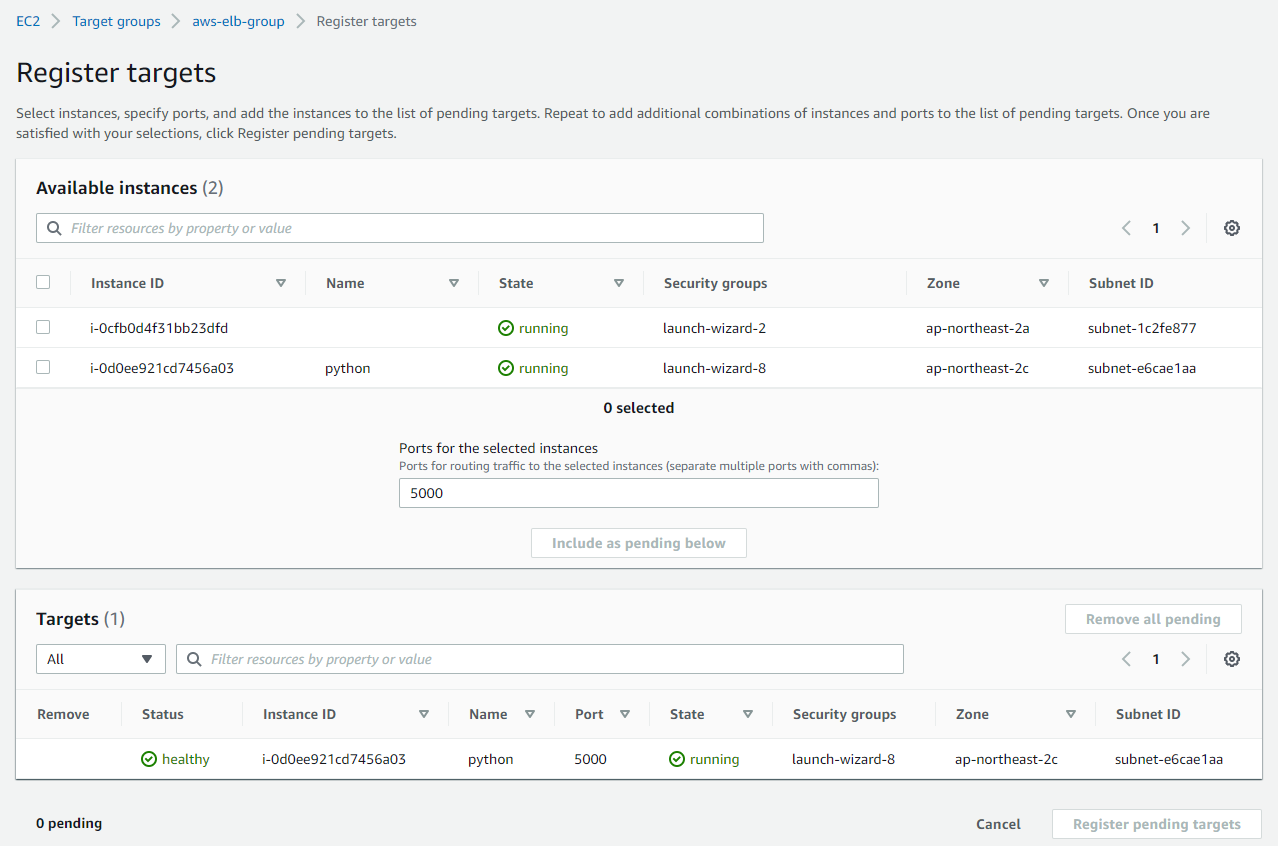 EC2 > Target groups > aws-elb-group > Register targets
Register targets
Select instances, specify ports, and add the instances to the list of pending targets. Repeat to add additional combinations of instances and ports to the list of pending targets. Once you are
satisfied with your selections, click Register pending targets.
Available instances (2)
Filter resources by property or value
1
Instance ID Name State Security groups Zone Subnet ID
i-0cfb0d4f31bb23dfd running launch-wizard-2 ap-northeast-2a subnet-1c2fe877
i-0d0ee921cd7456a03 python running launch-wizard-8 ap-northeast-2c subnet-e6cae1aa
0 selected
Ports for the selected instances
Ports for routing traffic to the selected instances (separate multiple ports with commas):
5000
Include as pending below
Targets (1)
Remove all pending
All Filter resources by property or value 1
Remove Status Instance ID Name Port State Security groups Zone Subnet ID
healthy i-0d0ee921cd7456a03 python 5000 running launch-wizard-8 ap-northeast-2c subnet-e6cae1aa
0 pending
Cancel Register pending targets